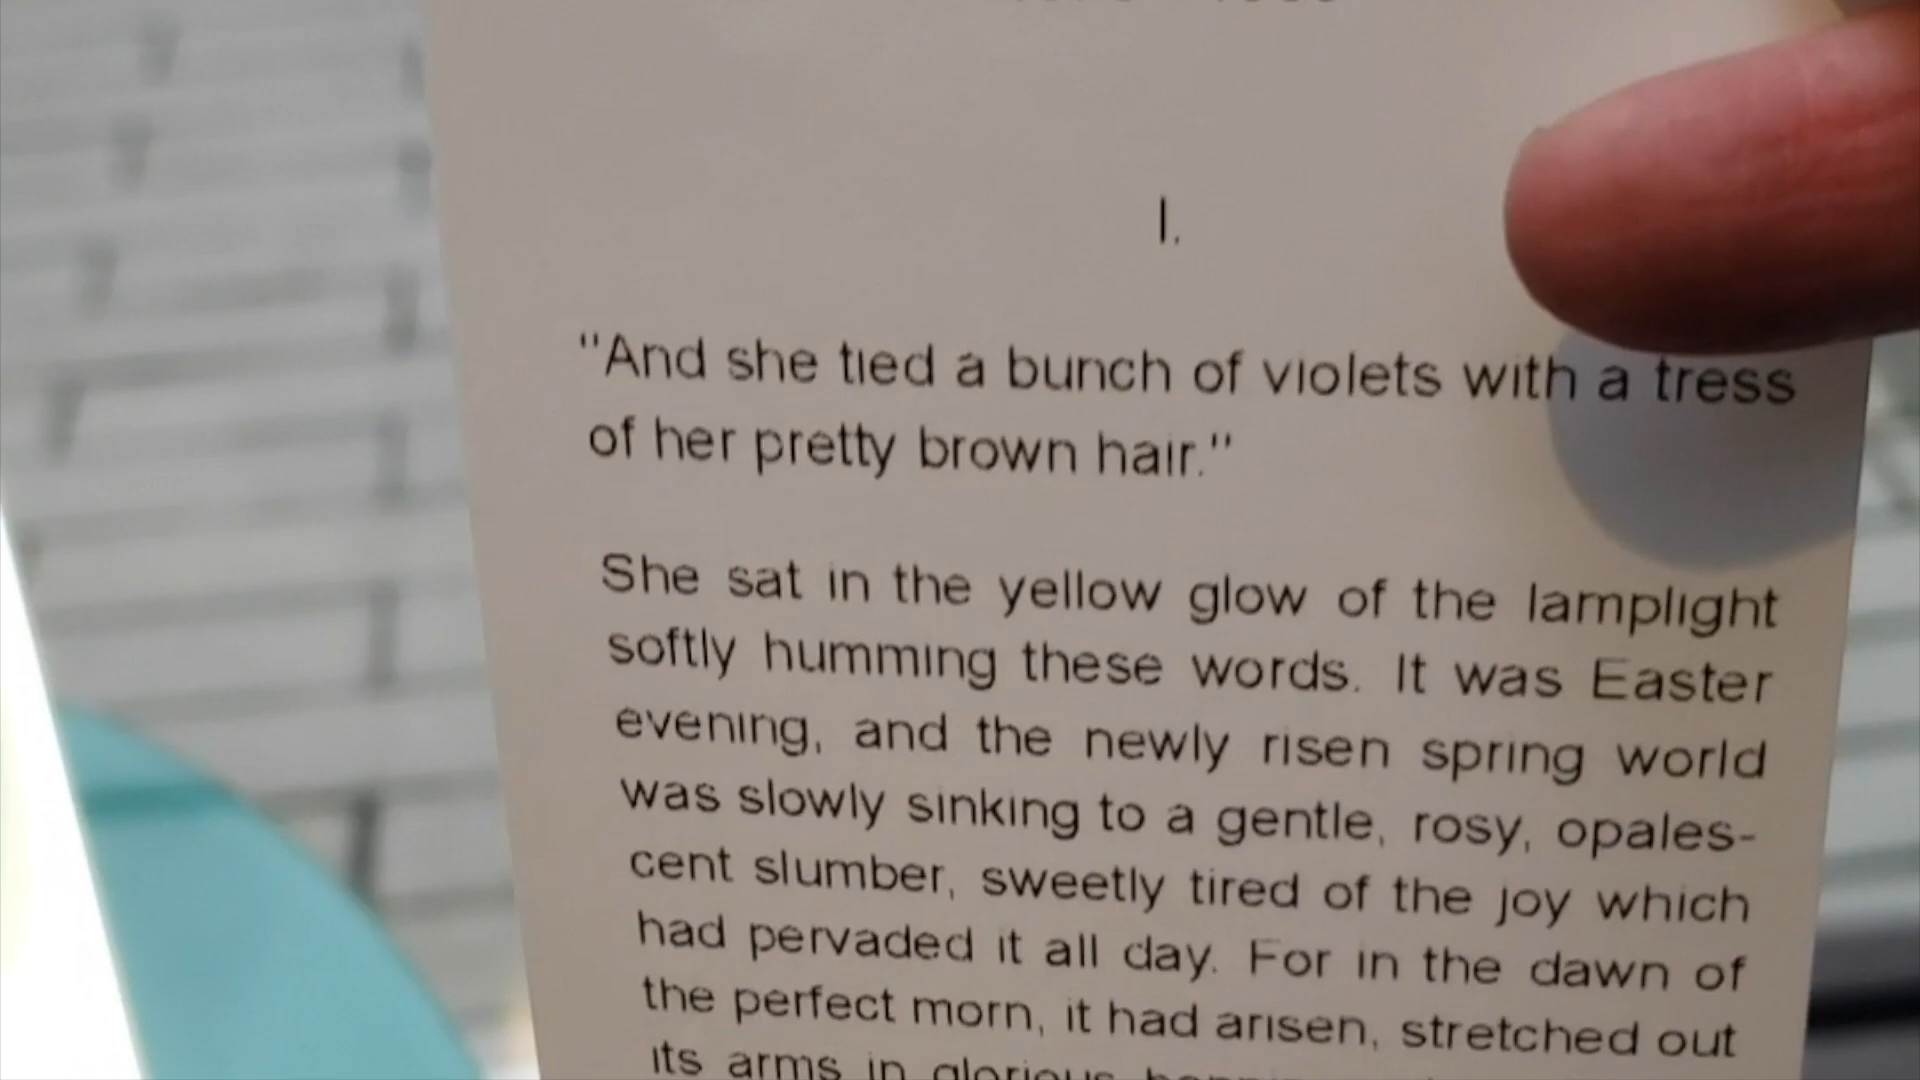 I.
"And she tied a bunch of violets with a tress
of her pretty brown hair."
She sat in the yellow glow of the lamplight
softly humming these words. It was Easter
evening, and the newly risen spring world
was slowly sinking to a gentle, rosy, opales-
cent slumber, sweetly tired of the joy which
had pervaded it all day. For in the dawn of
the perfect morn, it had arisen, stretched out
its arms in glorious